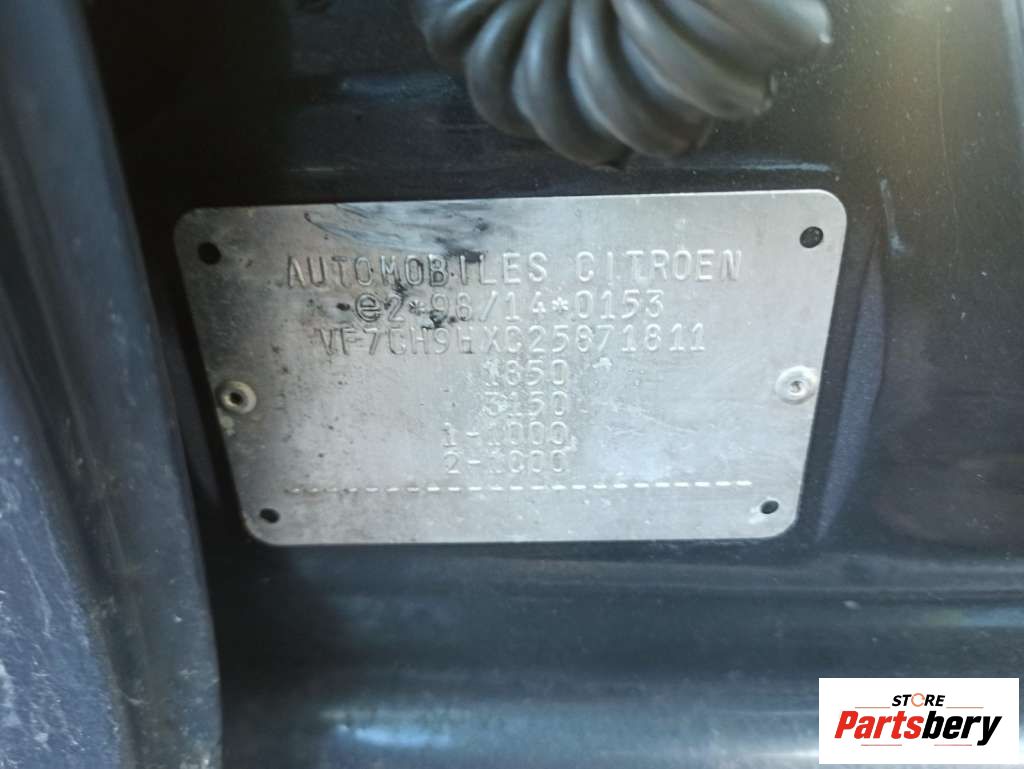 AUTOMOBILES CITROEN
e2*98/14*0153
VF7CH9HXC25871811
1850
3150
1-1000
2-1000
STORE
Partsbery